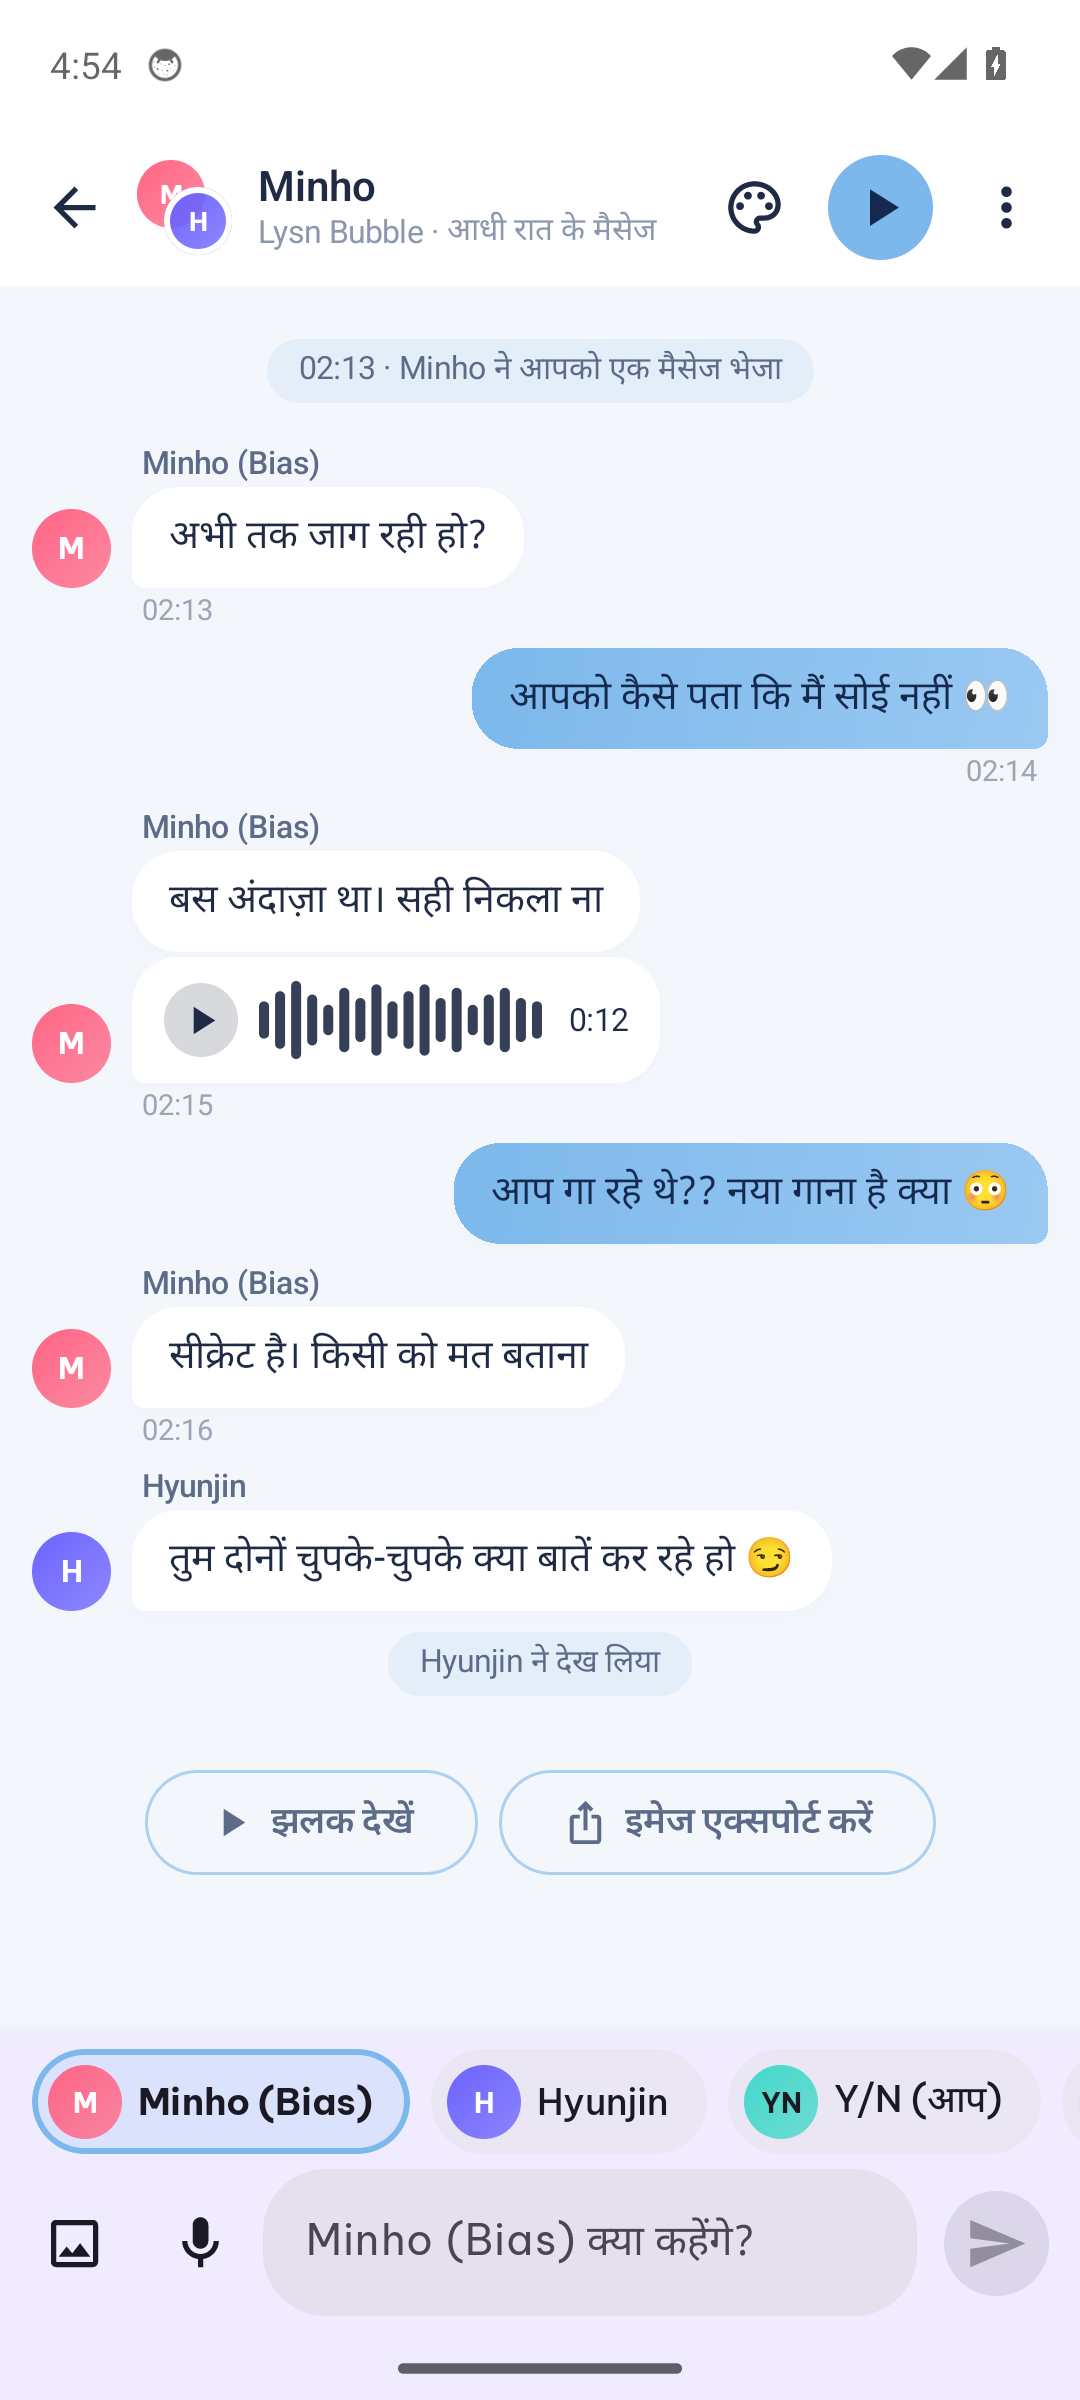 4:54
M
H
Minho
Lysn Bubble · आधी रात के मैसेज
02:13 · Minho ने आपको एक मैसेज भेजा
Minho (Bias)
M
अभी तक जाग रही हो?
02:13
आपको कैसे पता कि मैं सोई नहीं 👀
02:14
Minho (Bias)
बस अंदाज़ा था। सही निकला ना
M
0:12
02:15
आप गा रहे थे?? नया गाना है क्या 😳
Minho (Bias)
M
सीक्रेट है। किसी को मत बताना
02:16
Hyunjin
H
तुम दोनों चुपके-चुपके क्या बातें कर रहे हो 😏
Hyunjin ने देख लिया
झलक देखें
इमेज एक्सपोर्ट करें
M Minho (Bias)
H Hyunjin
YN Y/N (आप)
Minho (Bias) क्या कहेंगे?